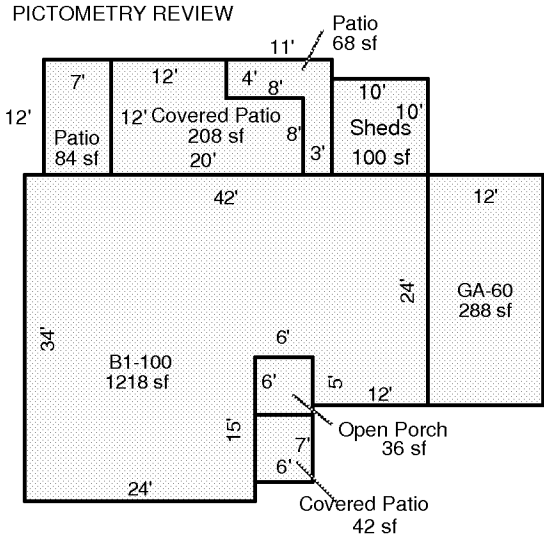 PICTOMETRY REVIEW
Patio
68 sf
11'
7'
12'
4'
8'
10'
10'
12'
12'
Covered Patio
208 sf
8'
Sheds
100 sf
Patio
84 sf
20'
3'
42'
12'
24'
GA-60
288 sf
34'
6'
B1-100
1218 sf
6'
5'
12'
15'
Open Porch
36 sf
7'
6'
24'
Covered Patio
42 sf